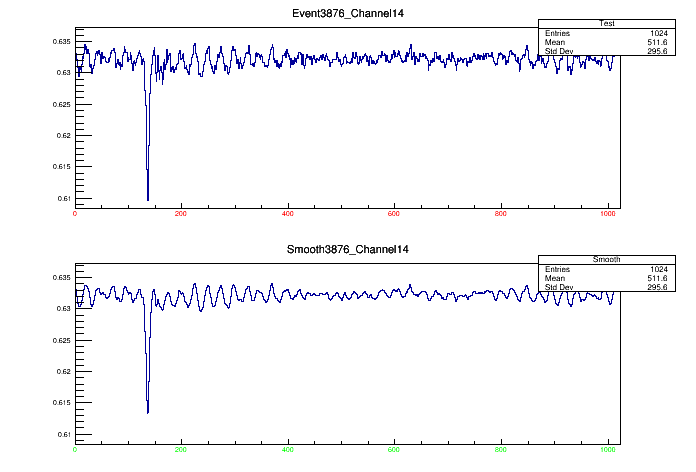 Event3876_Channel14
Test
Entries 1024
Mean 511.6
Std Dev 295.6
0.635
0.63
0.625
0.62
0.615
0.61
0 200 400 600 800 1000
Smooth3876_Channel14
Smooth
Entries 1024
Mean 511.6
Std Dev 295.6
0.635
0.63
0.625
0.62
0.615
0.61
0 200 400 600 800 1000